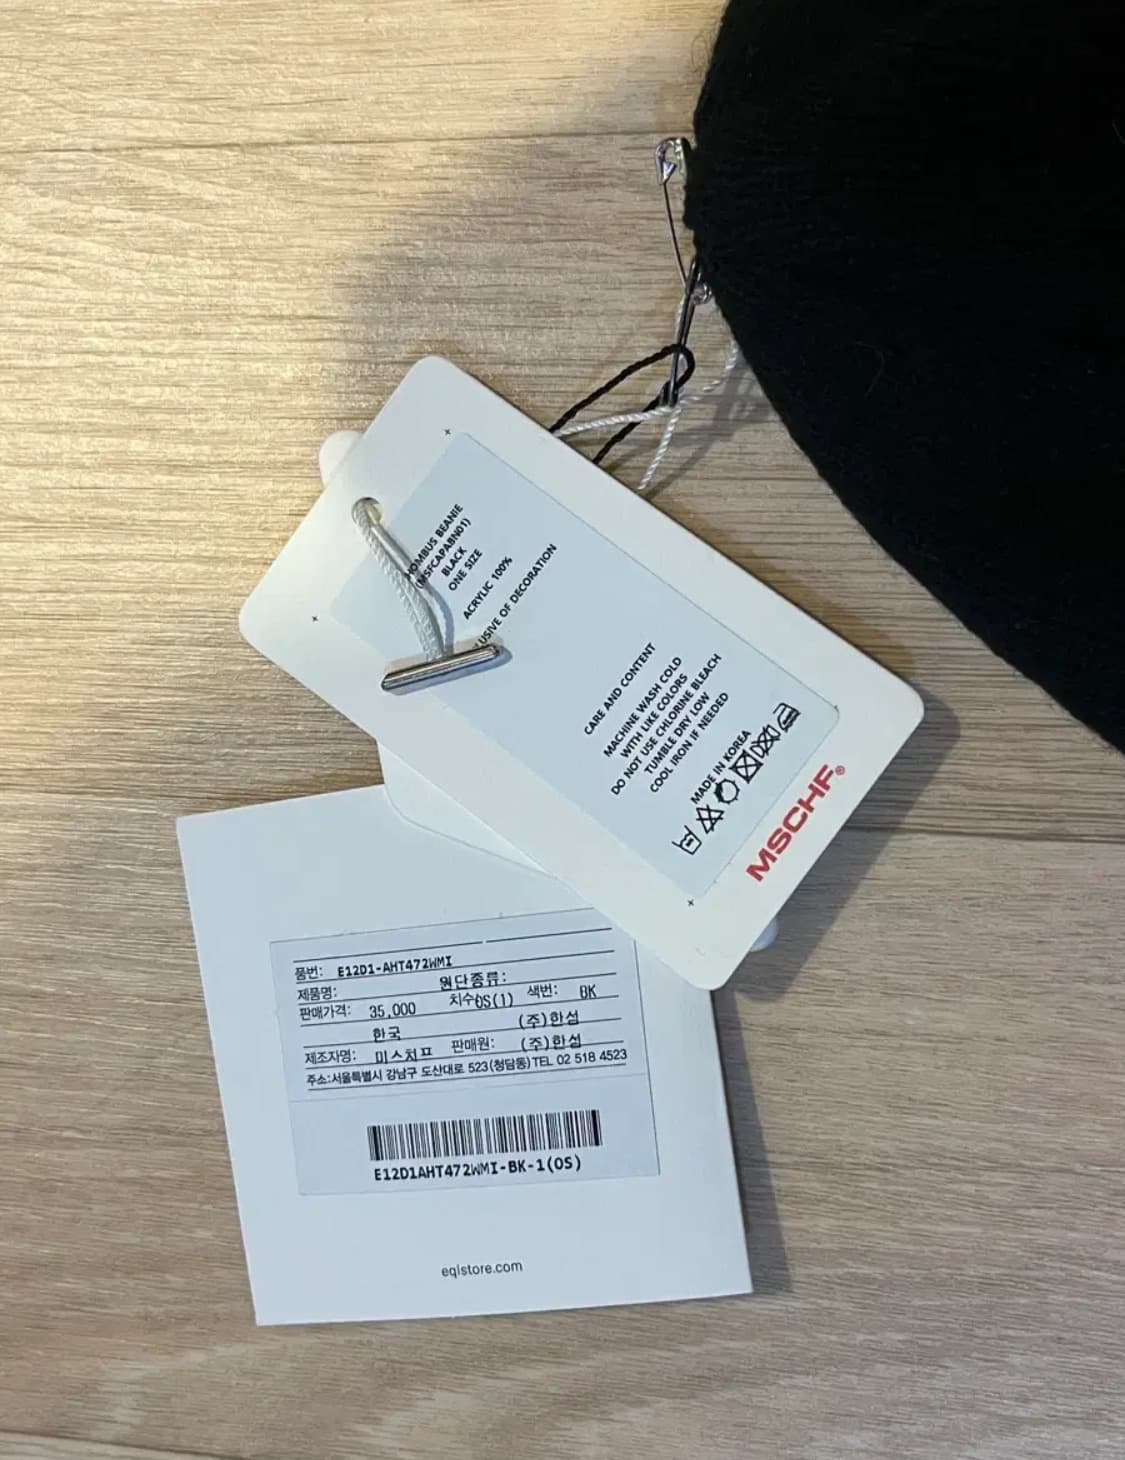 HOMBUS BEANIE
(MSFCAPABN01)
BLACK
ONE SIZE
ACRYLIC 100%
LUSIVE OF DECORATION
CARE AND CONTENT
MACHINE WASH COLD
WITH LIKE COLORS
DO NOT USE CHLORINE BLEACH
TUMBLE DRY LOW
COOL IRON IF NEEDED
MADE IN KOREA
MSCHF®
품번: E12D1-AHT472WMI
제품명: 원단종류:
판매가격: 35,000 치수 OS(1) 색번: BK
한국 (주)한섬
제조자명: 미스치프 판매원: (주)한섬
주소:서울특별시 강남구 도산대로 523(청담동) TEL 02 518 4523
E12D1AHT472WMI-BK-1(OS)
eqlstore.com